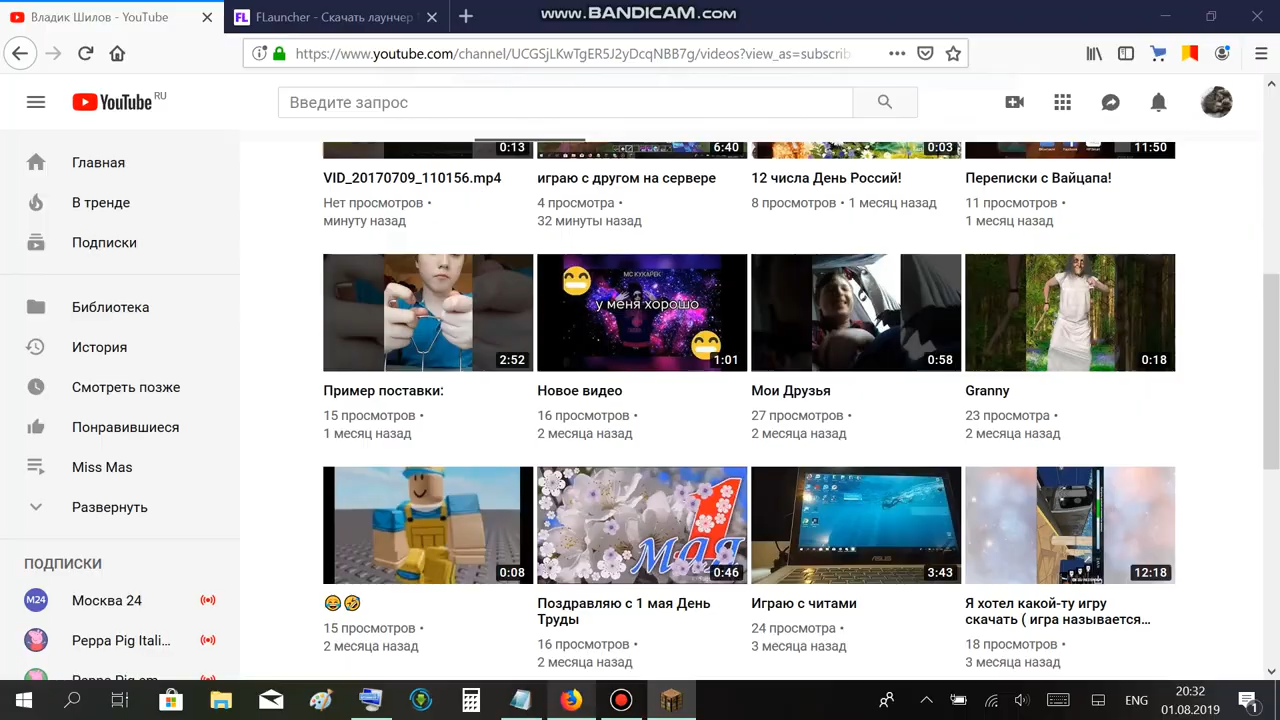 Владик Шилов - YouTube
FLauncher - Скачать лаунчер
www.BANDICAM.com
https://www.youtube.com/channel/UCGSjLKwTgER5J2yDcqNBB7g/videos?view_as=subscrib
YouTube RU
Введите запрос
Главная
В тренде
Подписки
Библиотека
История
Смотреть позже
Понравившиеся
Miss Mas
Развернуть
ПОДПИСКИ
M24 Москва 24
Peppa Pig Itali...
0:13 6:40 0:03 11:50
VID_20170709_110156.mp4
Нет просмотров •
минуту назад
играю с другом на сервере
4 просмотра •
32 минуты назад
12 числа День Россий!
8 просмотров • 1 месяц назад
Переписки с Вайцапа!
11 просмотров •
1 месяц назад
2:52
Пример поставки:
15 просмотров •
1 месяц назад
МС КУКАРЕК
у меня хорошо
1:01
Новое видео
16 просмотров •
2 месяца назад
0:58
Мои Друзья
27 просмотров •
2 месяца назад
0:18
Granny
23 просмотра •
2 месяца назад
0:08
15 просмотров •
2 месяца назад
1
мая
0:46
Поздравляю с 1 мая День
Труды
16 просмотров •
2 месяца назад
ASUS
3:43
Играю с читами
24 просмотра •
3 месяца назад
12:18
Я хотел какой-ту игру
скачать ( игра называется...
18 просмотров •
3 месяца назад
ENG
20:32
01.08.2019
1